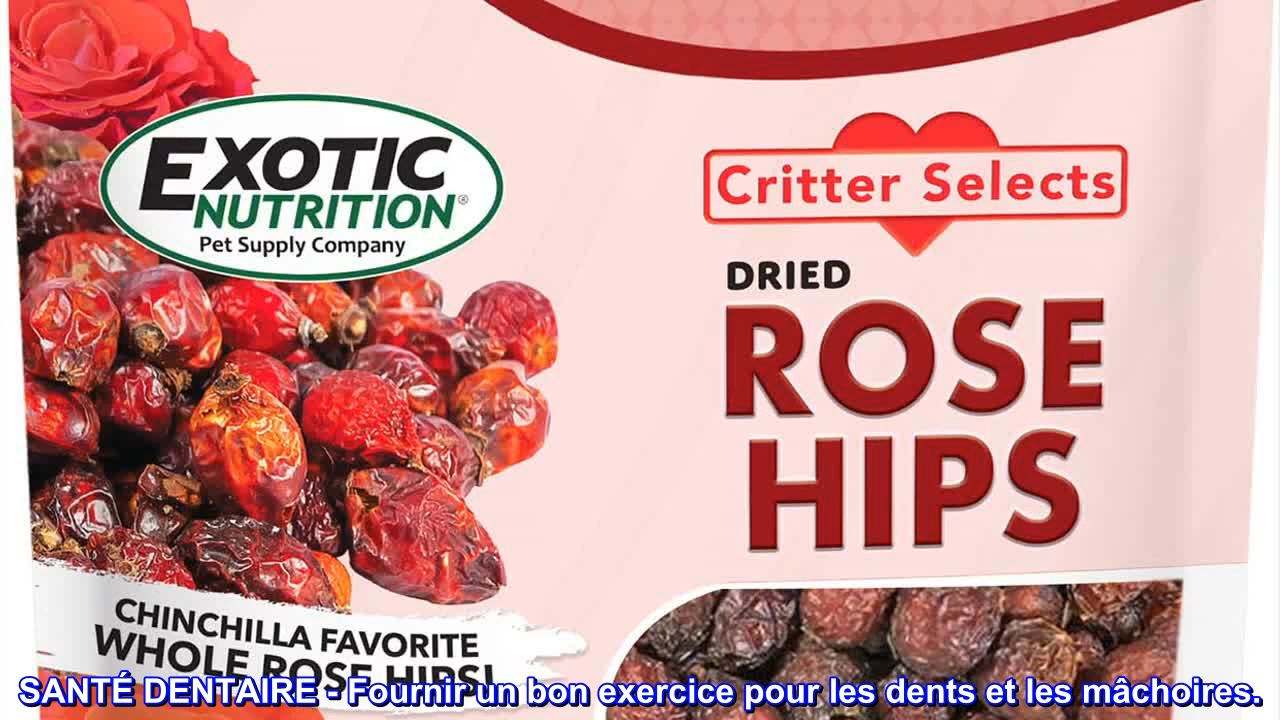 EXOTIC
NUTRITION®
Pet Supply Company
Critter Selects
DRIED
ROSE
HIPS
CHINCHILLA FAVORITE
WHOLE ROSE HIPS!
SANTÉ DENTAIRE - Fournir un bon exercice pour les dents et les mâchoires.